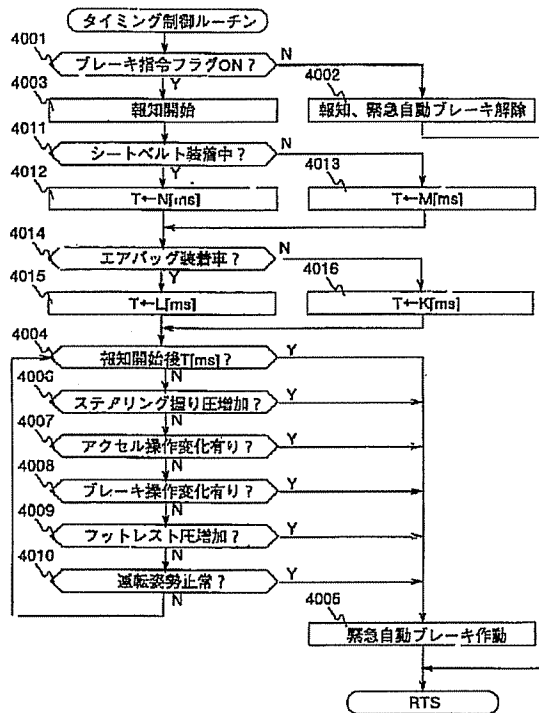 タイミング制御ルーチン
4001
ブレーキ指令フラグON?
N
Y
4002
4003
報知開始
報知、緊急自動ブレーキ解除
4011
シートベルト装着中?
N
Y
4012
4013
T←N[ms]
T←M[ms]
4014
エアバッグ装着車?
N
Y
4015
4016
T←L[ms]
T←K[ms]
4004
報知開始後T[ms]?
Y
N
4006
ステアリング握り圧増加?
Y
N
4007
アクセル操作変化有り?
Y
N
4008
ブレーキ操作変化有り?
Y
N
4009
フットレスト圧増加?
Y
N
4010
運転姿勢正常?
Y
N
4005
緊急自動ブレーキ作動
RTS